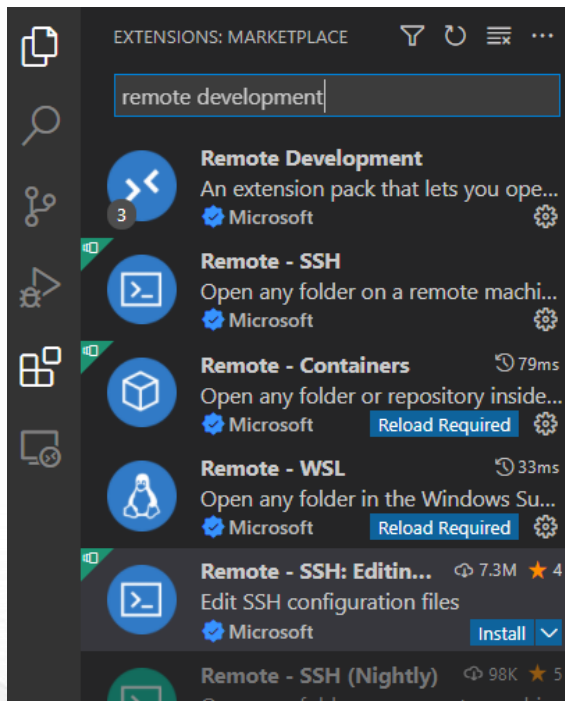 EXTENSIONS: MARKETPLACE
remote development
Remote Development
An extension pack that lets you ope...
3
Microsoft
Remote - SSH
Open any folder on a remote machi...
Microsoft
Remote - Containers 79ms
Open any folder or repository inside...
Microsoft Reload Required
Remote - WSL 33ms
Open any folder in the Windows Su...
Microsoft Reload Required
Remote - SSH: Editin... 7.3M 4
Edit SSH configuration files
Microsoft Install
Remote - SSH (Nightly) 98K 5